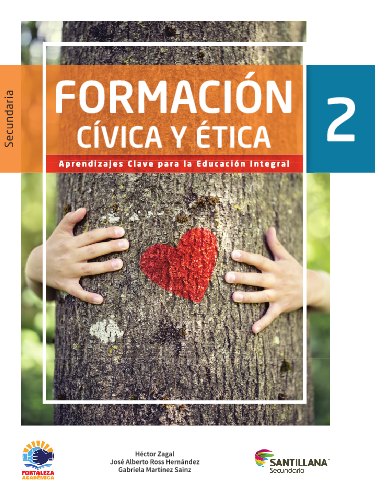 Secundaria
FORMACIÓN
CÍVICA Y ÉTICA
2
Aprendizajes Clave para la Educación Integral
Héctor Zagal
José Alberto Ross Hernández
Gabriela Martínez Sainz
FORTALEZA
ACADÉMICA
SANTILLANA
Secundaria